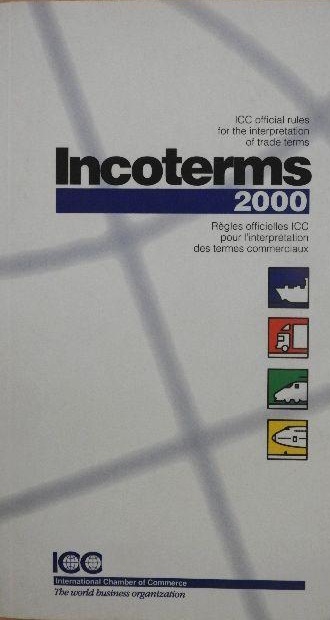 ICC official rules
for the interpretation
of trade terms
Incoterms
2000
Règles officielles ICC
pour l'interprétation
des termes commerciaux
ICC
International Chamber of Commerce
The world business organization